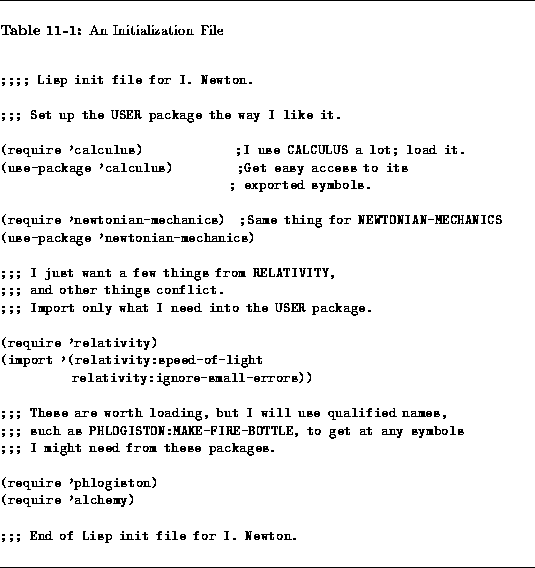 Table 11-1: An Initialization File
;;;; Lisp init file for I. Newton.
;;; Set up the USER package the way I like it.
(require 'calculus) ;I use CALCULUS a lot; load it.
(use-package 'calculus) ;Get easy access to its
; exported symbols.
(require 'newtonian-mechanics) ;Same thing for NEWTONIAN-MECHANICS
(use-package 'newtonian-mechanics)
;;; I just want a few things from RELATIVITY,
;;; and other things conflict.
;;; Import only what I need into the USER package.
(require 'relativity)
(import '(relativity:speed-of-light
relativity:ignore-small-errors))
;;; These are worth loading, but I will use qualified names,
;;; such as PHLOGISTON:MAKE-FIRE-BOTTLE, to get at any symbols
;;; I might need from these packages.
(require 'phlogiston)
(require 'alchemy)
;;; End of Lisp init file for I. Newton.